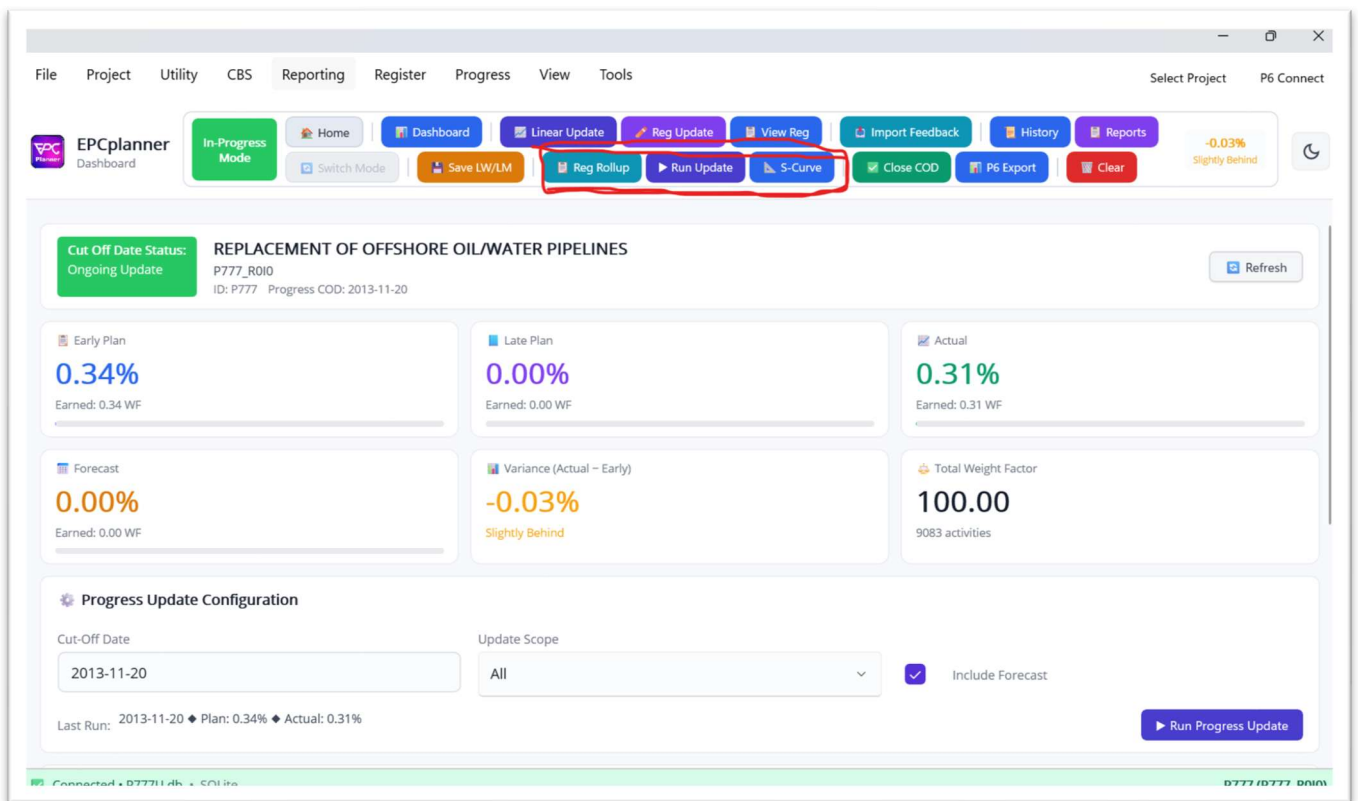 File Project Utility CBS Reporting Register Progress View Tools Select Project P6 Connect
EPCplanner
Dashboard
In-Progress Mode
Home Dashboard Linear Update Reg Update View Reg Import Feedback History Reports
Switch Mode Save LW/LM Reg Rollup Run Update S-Curve Close COD P6 Export Clear
-0.03%
Slightly Behind
Cut Off Date Status:
Ongoing Update
REPLACEMENT OF OFFSHORE OIL/WATER PIPELINES
P777_R0I0
ID: P777 Progress COD: 2013-11-20
Refresh
Early Plan
0.34%
Earned: 0.34 WF
Late Plan
0.00%
Earned: 0.00 WF
Actual
0.31%
Earned: 0.31 WF
Forecast
0.00%
Earned: 0.00 WF
Variance (Actual − Early)
-0.03%
Slightly Behind
Total Weight Factor
100.00
9083 activities
Progress Update Configuration
Cut-Off Date
2013-11-20
Update Scope
All
Include Forecast
Last Run: 2013-11-20 ◆ Plan: 0.34% ◆ Actual: 0.31%
Run Progress Update
Connected • P777U.db • SQLite
P777 (P777_R0I0)